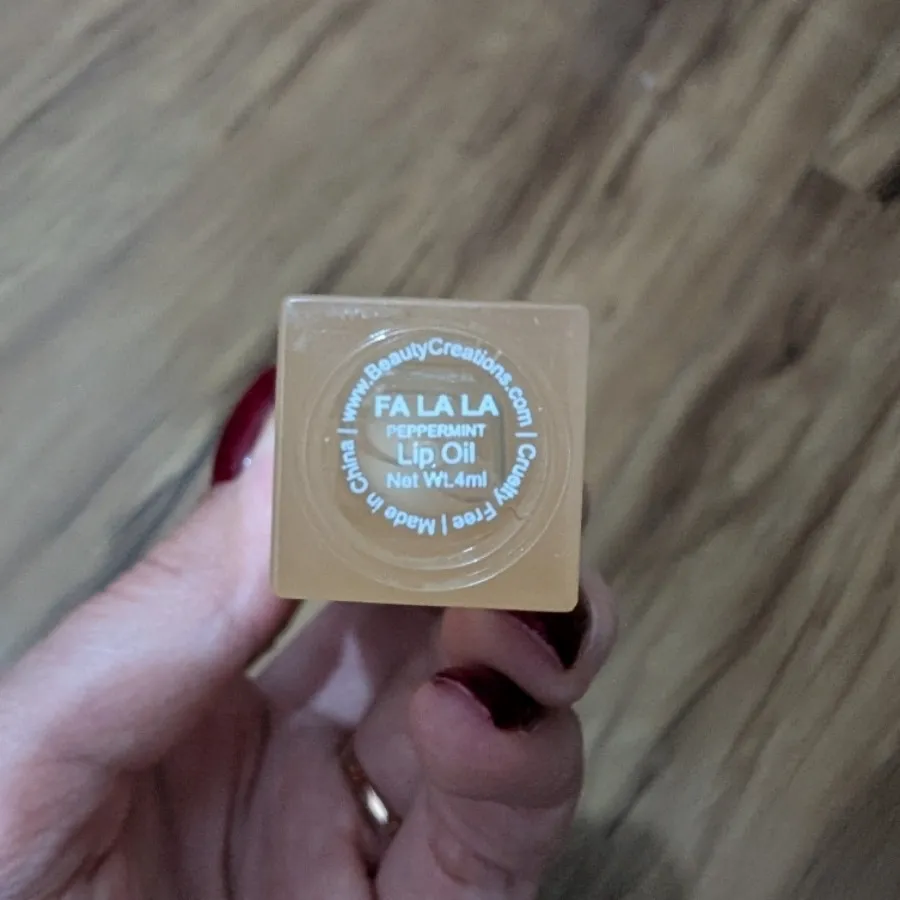 www.BeautyCreations.com | Cruelty Free | Made in China |
FA LA LA
PEPPERMINT
Lip Oil
Net Wt.4ml